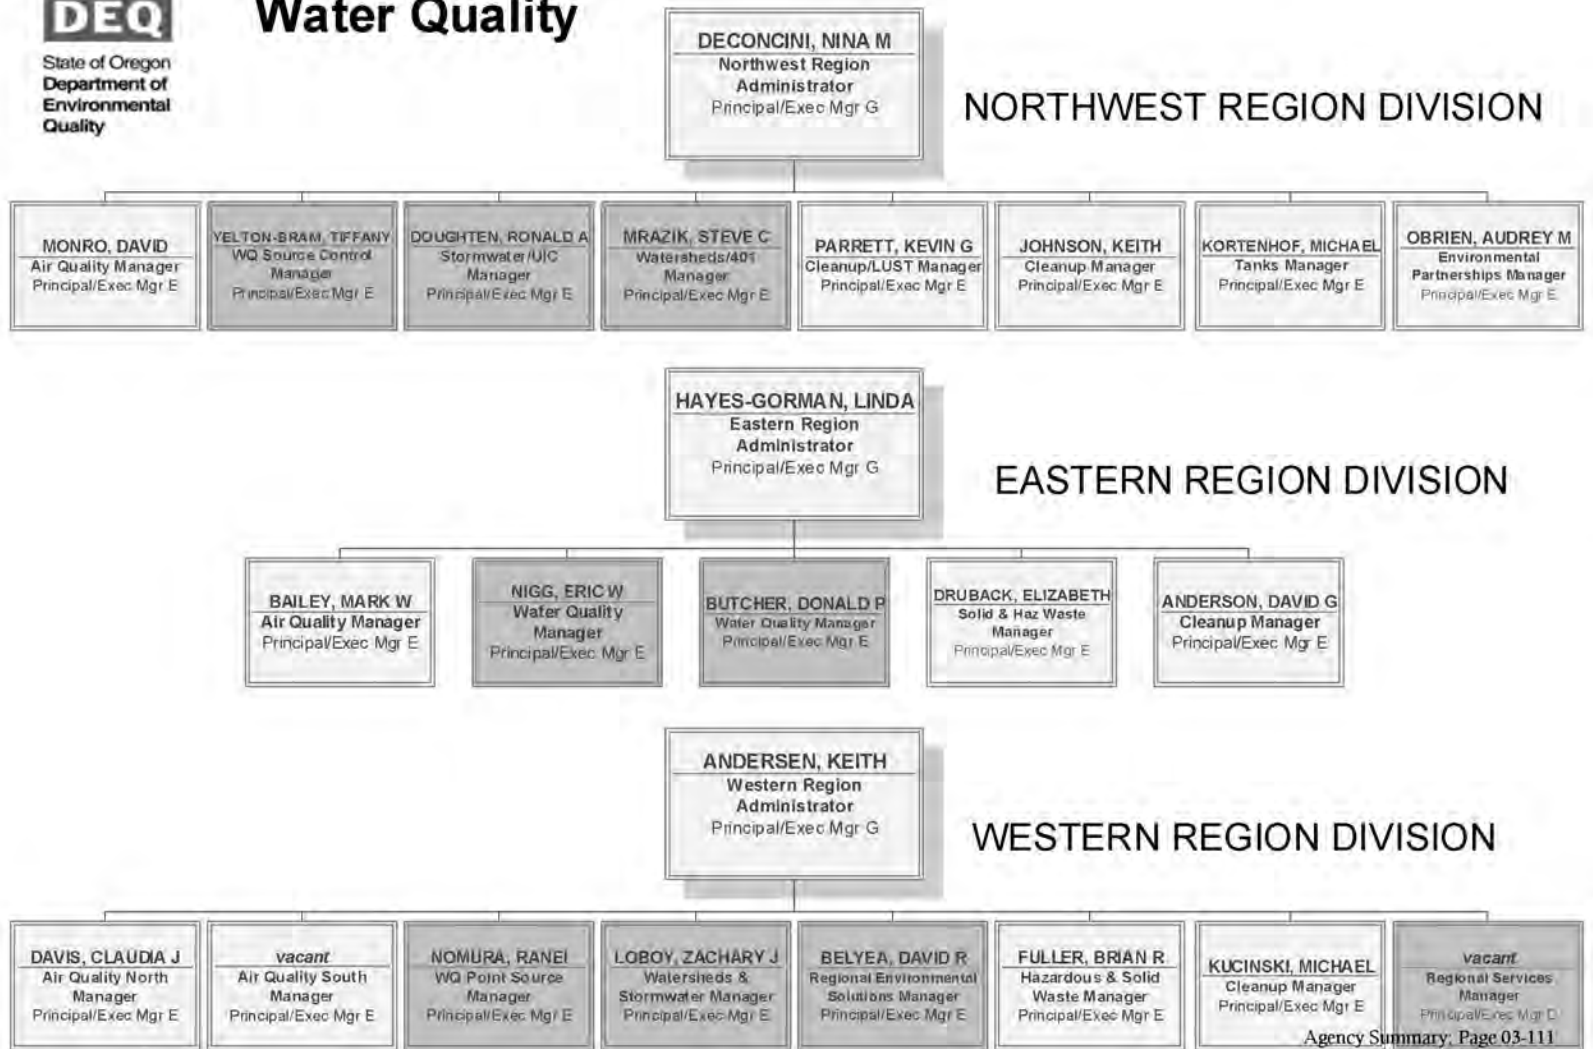 DEQ
State of Oregon
Department of
Environmental
Quality
Water Quality
DECONCINI, NINA M
Northwest Region
Administrator
Principal/Exec Mgr G
NORTHWEST REGION DIVISION
MONRO, DAVID
Air Quality Manager
Principal/Exec Mgr E
YELTON-BRAM, TIFFANY
WQ Source Control
Manager
Principal/Exec Mgr E
DOUGHTEN, RONALD A
Stormwater/UIC
Manager
Principal/Exec Mgr E
MRAZIK, STEVE C
Watersheds/401
Manager
Principal/Exec Mgr E
PARRETT, KEVIN G
Cleanup/LUST Manager
Principal/Exec Mgr E
JOHNSON, KEITH
Cleanup Manager
Principal/Exec Mgr E
KORTENHOF, MICHAEL
Tanks Manager
Principal/Exec Mgr E
OBRIEN, AUDREY M
Environmental
Partnerships Manager
Principal/Exec Mgr E
HAYES-GORMAN, LINDA
Eastern Region
Administrator
Principal/Exec Mgr G
EASTERN REGION DIVISION
BAILEY, MARK W
Air Quality Manager
Principal/Exec Mgr E
NIGG, ERIC W
Water Quality
Manager
Principal/Exec Mgr E
BUTCHER, DONALD P
Water Quality Manager
Principal/Exec Mgr E
DRUBACK, ELIZABETH
Solid & Haz Waste
Manager
Principal/Exec Mgr E
ANDERSON, DAVID G
Cleanup Manager
Principal/Exec Mgr E
ANDERSEN, KEITH
Western Region
Administrator
Principal/Exec Mgr G
WESTERN REGION DIVISION
DAVIS, CLAUDIA J
Air Quality North
Manager
Principal/Exec Mgr E
vacant
Air Quality South
Manager
Principal/Exec Mgr E
NOMURA, RANEI
WQ Point Source
Manager
Principal/Exec Mgr E
LOBOY, ZACHARY J
Watersheds &
Stormwater Manager
Principal/Exec Mgr E
BELYEA, DAVID R
Regional Environmental
Solutions Manager
Principal/Exec Mgr E
FULLER, BRIAN R
Hazardous & Solid
Waste Manager
Principal/Exec Mgr E
KUCINSKI, MICHAEL
Cleanup Manager
Principal/Exec Mgr E
vacant
Regional Services
Manager
Principal/Exec Mgr D
Agency Summary; Page 03-111